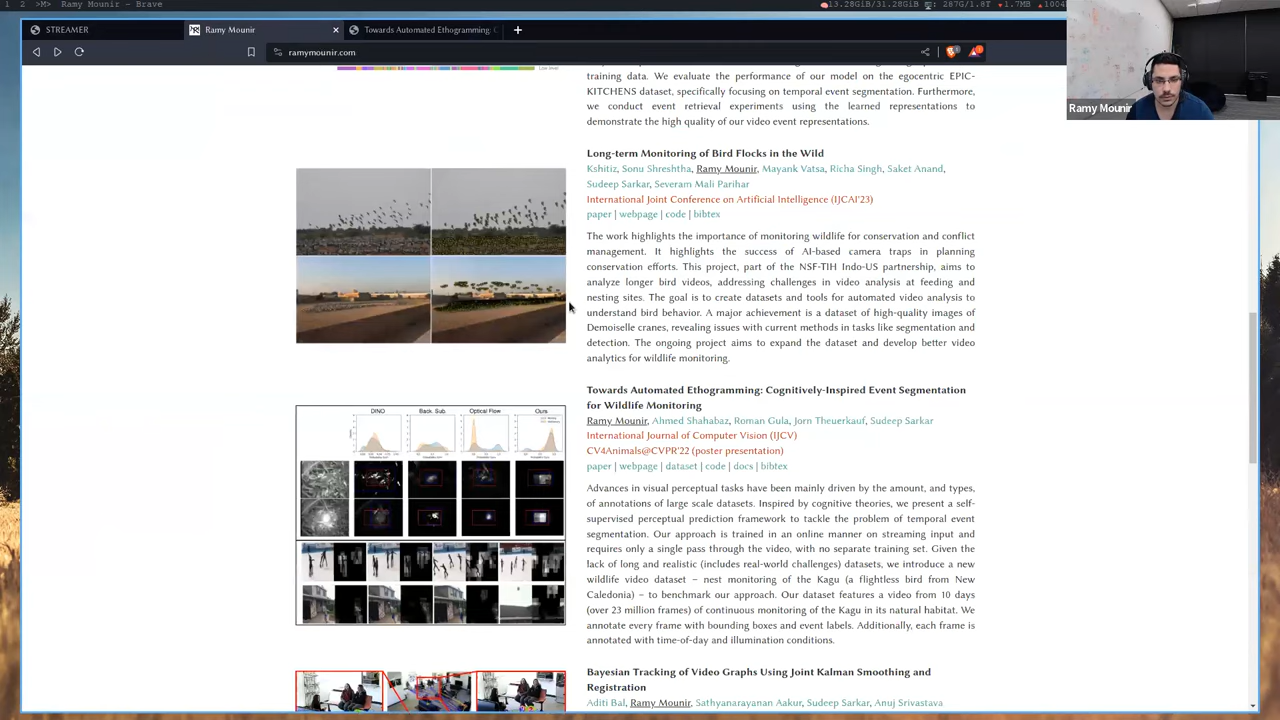 1 2 >M> Ramy Mounir - Brave
13.28GiB/31.28GiB 287G/1.8T 1.7MB
STREAMER
Ramy Mounir
Towards Automated Ethogramming: C
ramymounir.com
Ramy Mounir
Low level
training data. We evaluate the performance of our model on the egocentric EPIC-
KITCHENS dataset, specifically focusing on temporal event segmentation. Furthermore,
we conduct event retrieval experiments using the learned representations to
demonstrate the high quality of our video event representations.
Long-term Monitoring of Bird Flocks in the Wild
Kshitiz, Sonu Shreshtha, Ramy Mounir, Mayank Vatsa, Richa Singh, Saket Anand,
Sudeep Sarkar, Severam Mali Parihar
International Joint Conference on Artificial Intelligence (IJCAI'23)
paper | webpage | code | bibtex
The work highlights the importance of monitoring wildlife for conservation and conflict
management. It highlights the success of AI-based camera traps in planning
conservation efforts. This project, part of the NSF-TIH Indo-US partnership, aims to
analyze longer bird videos, addressing challenges in video analysis at feeding and
nesting sites. The goal is to create datasets and tools for automated video analysis to
understand bird behavior. A major achievement is a dataset of high-quality images of
Demoiselle cranes, revealing issues with current methods in tasks like segmentation and
detection. The ongoing project aims to expand the dataset and develop better video
analytics for wildlife monitoring.
Towards Automated Ethogramming: Cognitively-Inspired Event Segmentation
for Wildlife Monitoring
Ramy Mounir, Ahmed Shahabaz, Roman Gula, Jorn Theuerkauf, Sudeep Sarkar
International Journal of Computer Vision (IJCV)
CV4Animals@CVPR'22 (poster presentation)
paper | webpage | dataset | code | docs | bibtex
DINO Back. Sub. Optical Flow Ours
Advances in visual perceptual tasks have been mainly driven by the amount, and types,
of annotations of large scale datasets. Inspired by cognitive theories, we present a self-
supervised perceptual prediction framework to tackle the problem of temporal event
segmentation. Our approach is trained in an online manner on streaming input and
requires only a single pass through the video, with no separate training set. Given the
lack of long and realistic (includes real-world challenges) datasets, we introduce a new
wildlife video dataset – nest monitoring of the Kagu (a flightless bird from New
Caledonia) – to benchmark our approach. Our dataset features a video from 10 days
(over 23 million frames) of continuous monitoring of the Kagu in its natural habitat. We
annotate every frame with bounding boxes and event labels. Additionally, each frame is
annotated with time-of-day and illumination conditions.
Bayesian Tracking of Video Graphs Using Joint Kalman Smoothing and
Registration
Aditi Bal, Ramy Mounir, Sathyanarayanan Aakur, Sudeep Sarkar, Anuj Srivastava